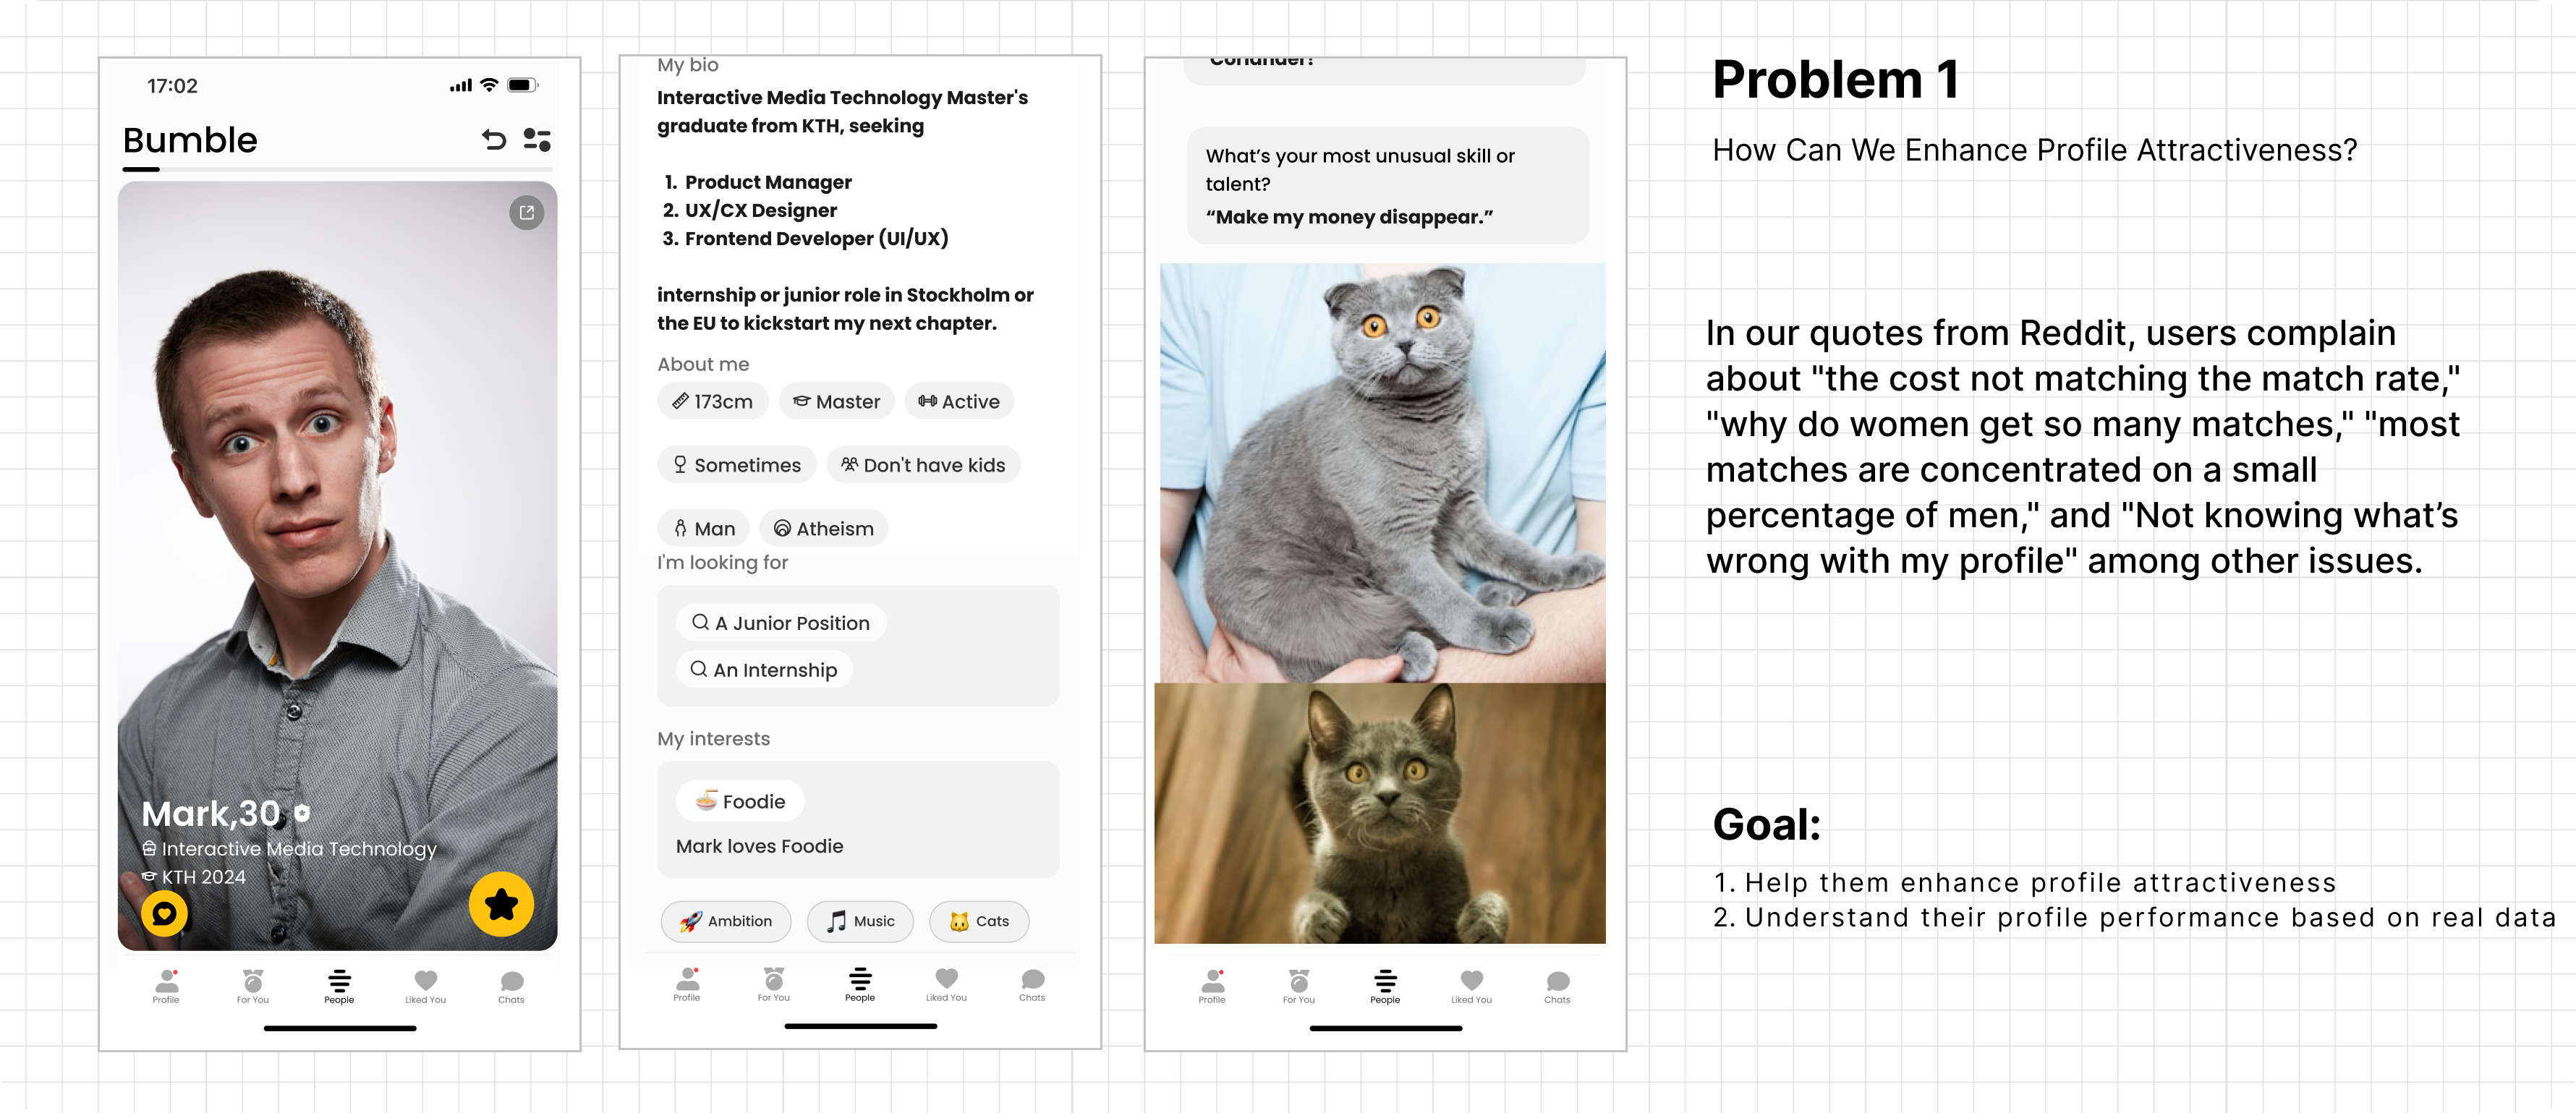 17:02
Bumble
Mark,30
Interactive Media Technology
KTH 2024
Profile
For You
People
Liked You
Chats
My bio
Interactive Media Technology Master's
graduate from KTH, seeking
1. Product Manager
2. UX/CX Designer
3. Frontend Developer (UI/UX)
internship or junior role in Stockholm or
the EU to kickstart my next chapter.
About me
173cm
Master
Active
Sometimes
Don't have kids
Man
Atheism
I'm looking for
A Junior Position
An Internship
My interests
Foodie
Mark loves Foodie
Ambition
Music
Cats
Profile
For You
People
Liked You
Chats
Coriander!
What's your most unusual skill or
talent?
“Make my money disappear.”
Profile
For You
People
Liked You
Chats
Problem 1
How Can We Enhance Profile Attractiveness?
In our quotes from Reddit, users complain
about "the cost not matching the match rate,"
"why do women get so many matches," "most
matches are concentrated on a small
percentage of men," and "Not knowing what’s
wrong with my profile" among other issues.
Goal:
1. Help them enhance profile attractiveness
2. Understand their profile performance based on real data